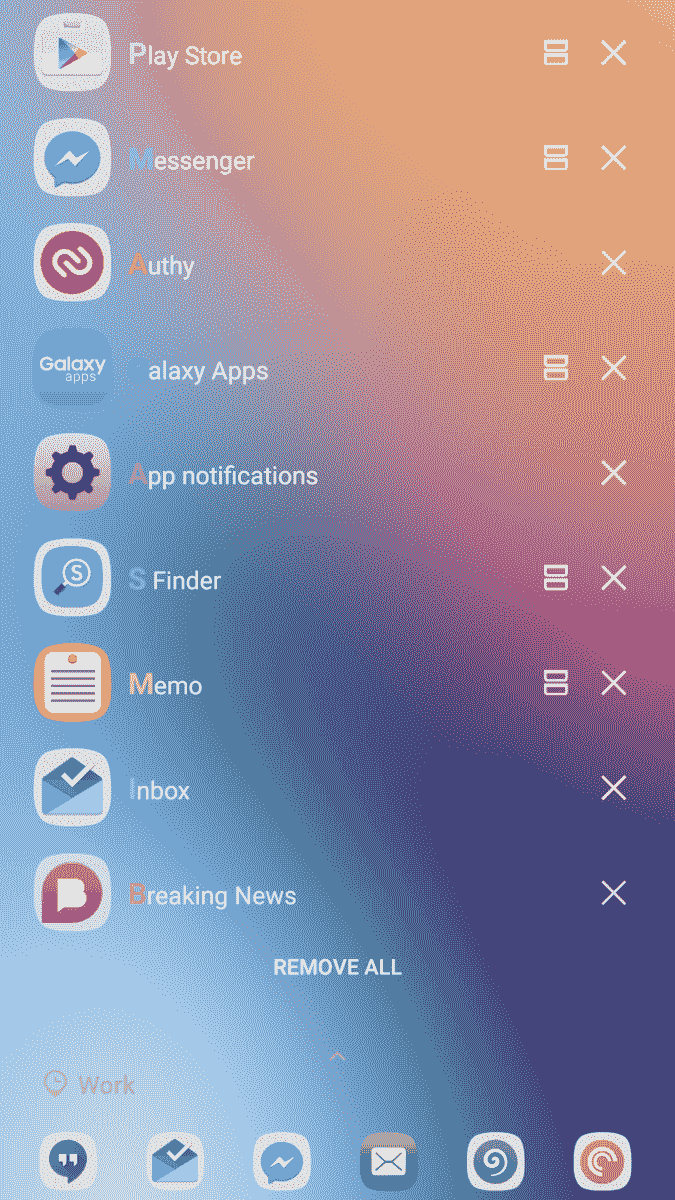 Play Store
Messenger
Authy
Galaxy
apps
Galaxy Apps
App notifications
S
S Finder
Memo
Inbox
B
Breaking News
REMOVE ALL
Work